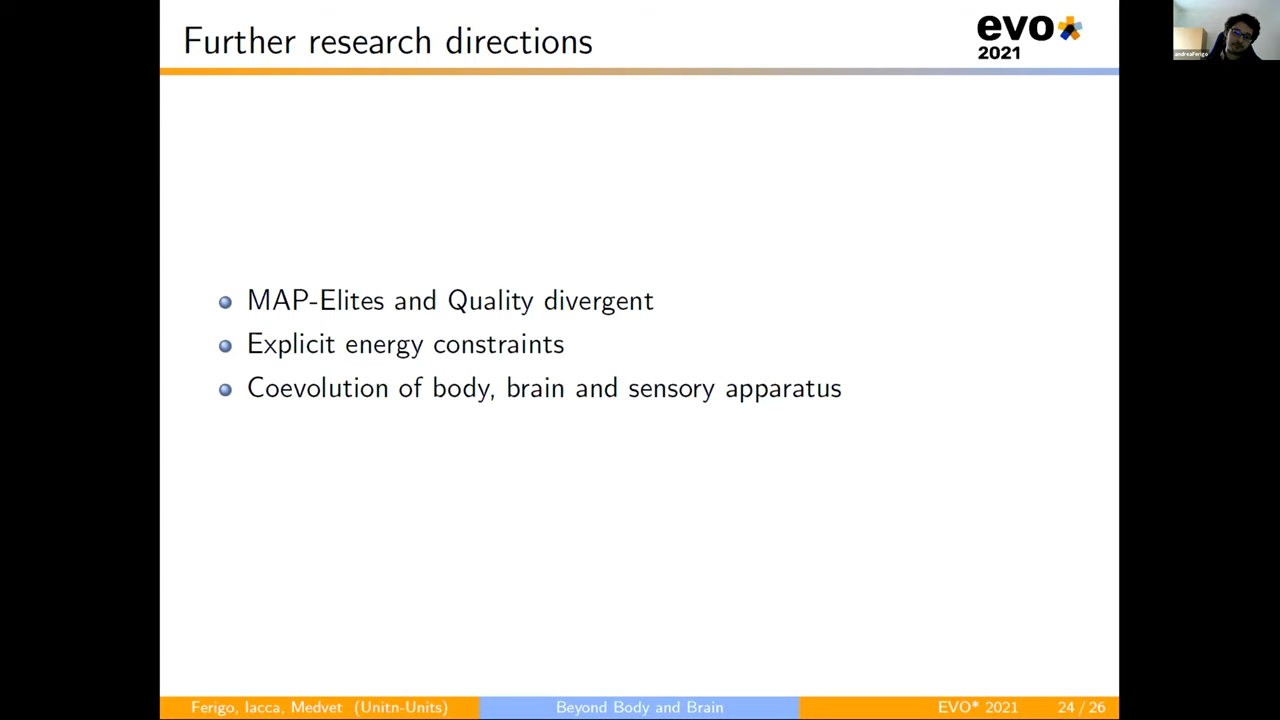 Further research directions
evo
2021
andreaFerigo
MAP-Elites and Quality divergent
Explicit energy constraints
Coevolution of body, brain and sensory apparatus
Ferigo, Iacca, Medvet (Unitn-Units)
Beyond Body and Brain
EVO* 2021
24 / 26